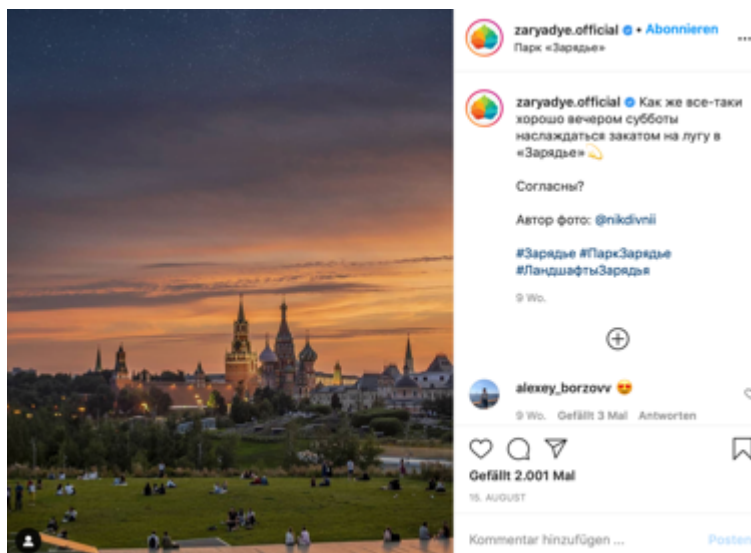 zaryadye.official • Abonnieren
Парк «Зарядье»
zaryadye.official Как же все-таки
хорошо вечером субботы
наслаждаться закатом на лугу в
«Зарядье» 💫
Согласны?
Автор фото: @nikdivnii
#Зарядье #ПаркЗарядье
#ЛандшафтыЗарядья
9 Wo.
alexey_borzovv 😍
9 Wo. Gefällt 3 Mal Antworten
Gefällt 2.001 Mal
15. AUGUST
Kommentar hinzufügen ... Posten